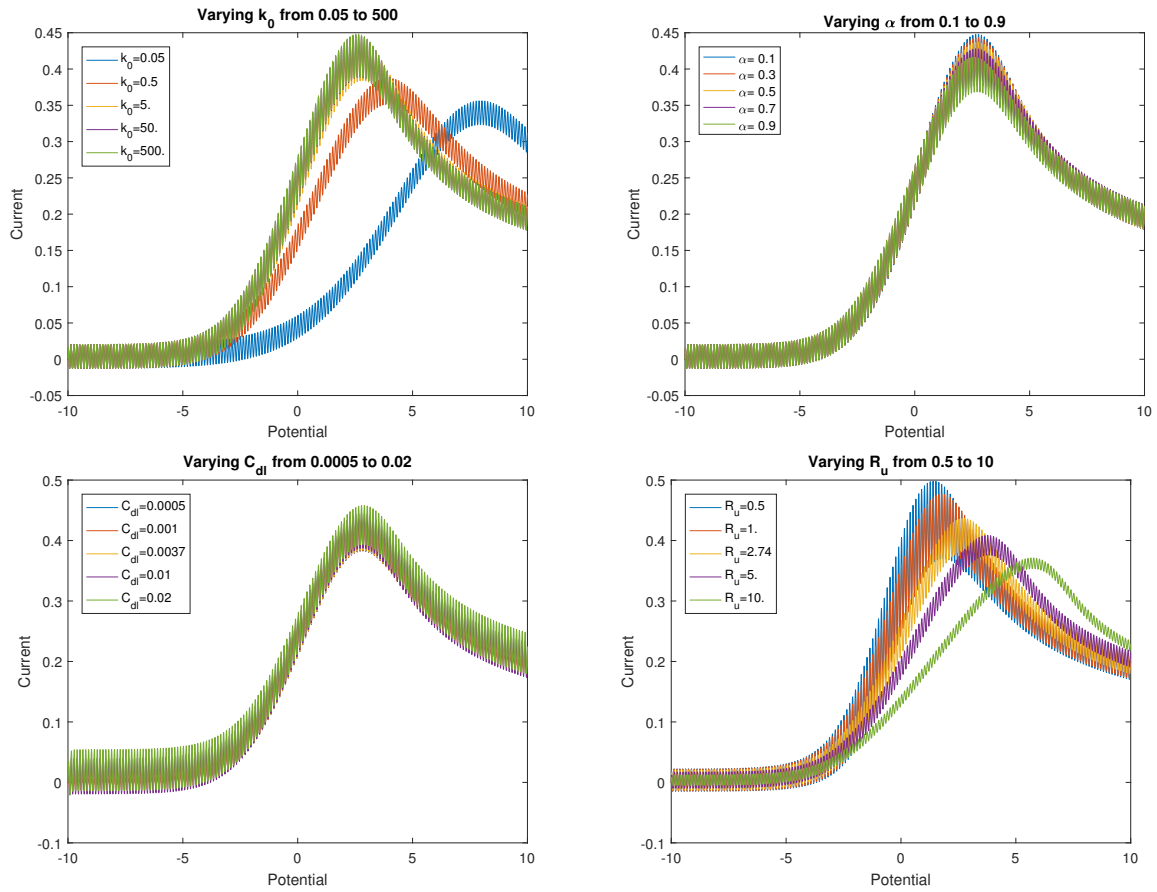 Varying k0 from 0.05 to 500
0.45
0.4
0.35
0.3
0.25
0.2
0.15
0.1
0.05
0
-0.05
Current
k0=0.05
k0=0.5
k0=5.
k0=50.
k0=500.
-10
-5
0
5
10
Potential
Varying α from 0.1 to 0.9
0.45
0.4
0.35
0.3
0.25
0.2
0.15
0.1
0.05
0
-0.05
Current
α= 0.1
α= 0.3
α= 0.5
α= 0.7
α= 0.9
-10
-5
0
5
10
Potential
Varying Cdl from 0.0005 to 0.02
0.5
0.4
0.3
0.2
0.1
0
-0.1
Current
Cdl=0.0005
Cdl=0.001
Cdl=0.0037
Cdl=0.01
Cdl=0.02
-10
-5
0
5
10
Potential
Varying Ru from 0.5 to 10
0.5
0.4
0.3
0.2
0.1
0
-0.1
Current
Ru=0.5
Ru=1.
Ru=2.74
Ru=5.
Ru=10.
-10
-5
0
5
10
Potential